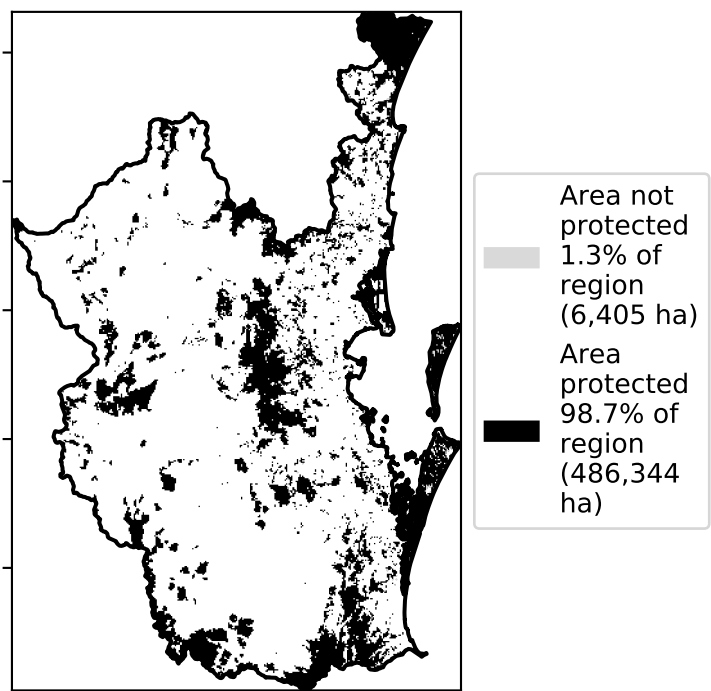 Area not
protected
1.3% of
region
(6,405 ha)
Area
protected
98.7% of
region
(486,344
ha)